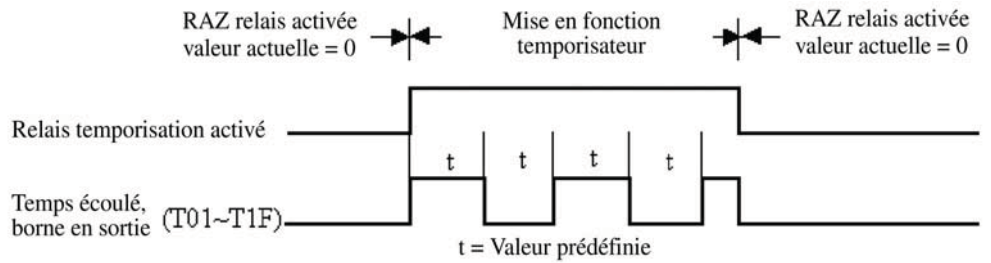 RAZ relais activée
valeur actuelle = 0
Mise en fonction
temporisateur
RAZ relais activée
valeur actuelle = 0
Relais temporisation activé
t t t t
Temps écoulé,
borne en sortie (T01~T1F)
t = Valeur prédéfinie